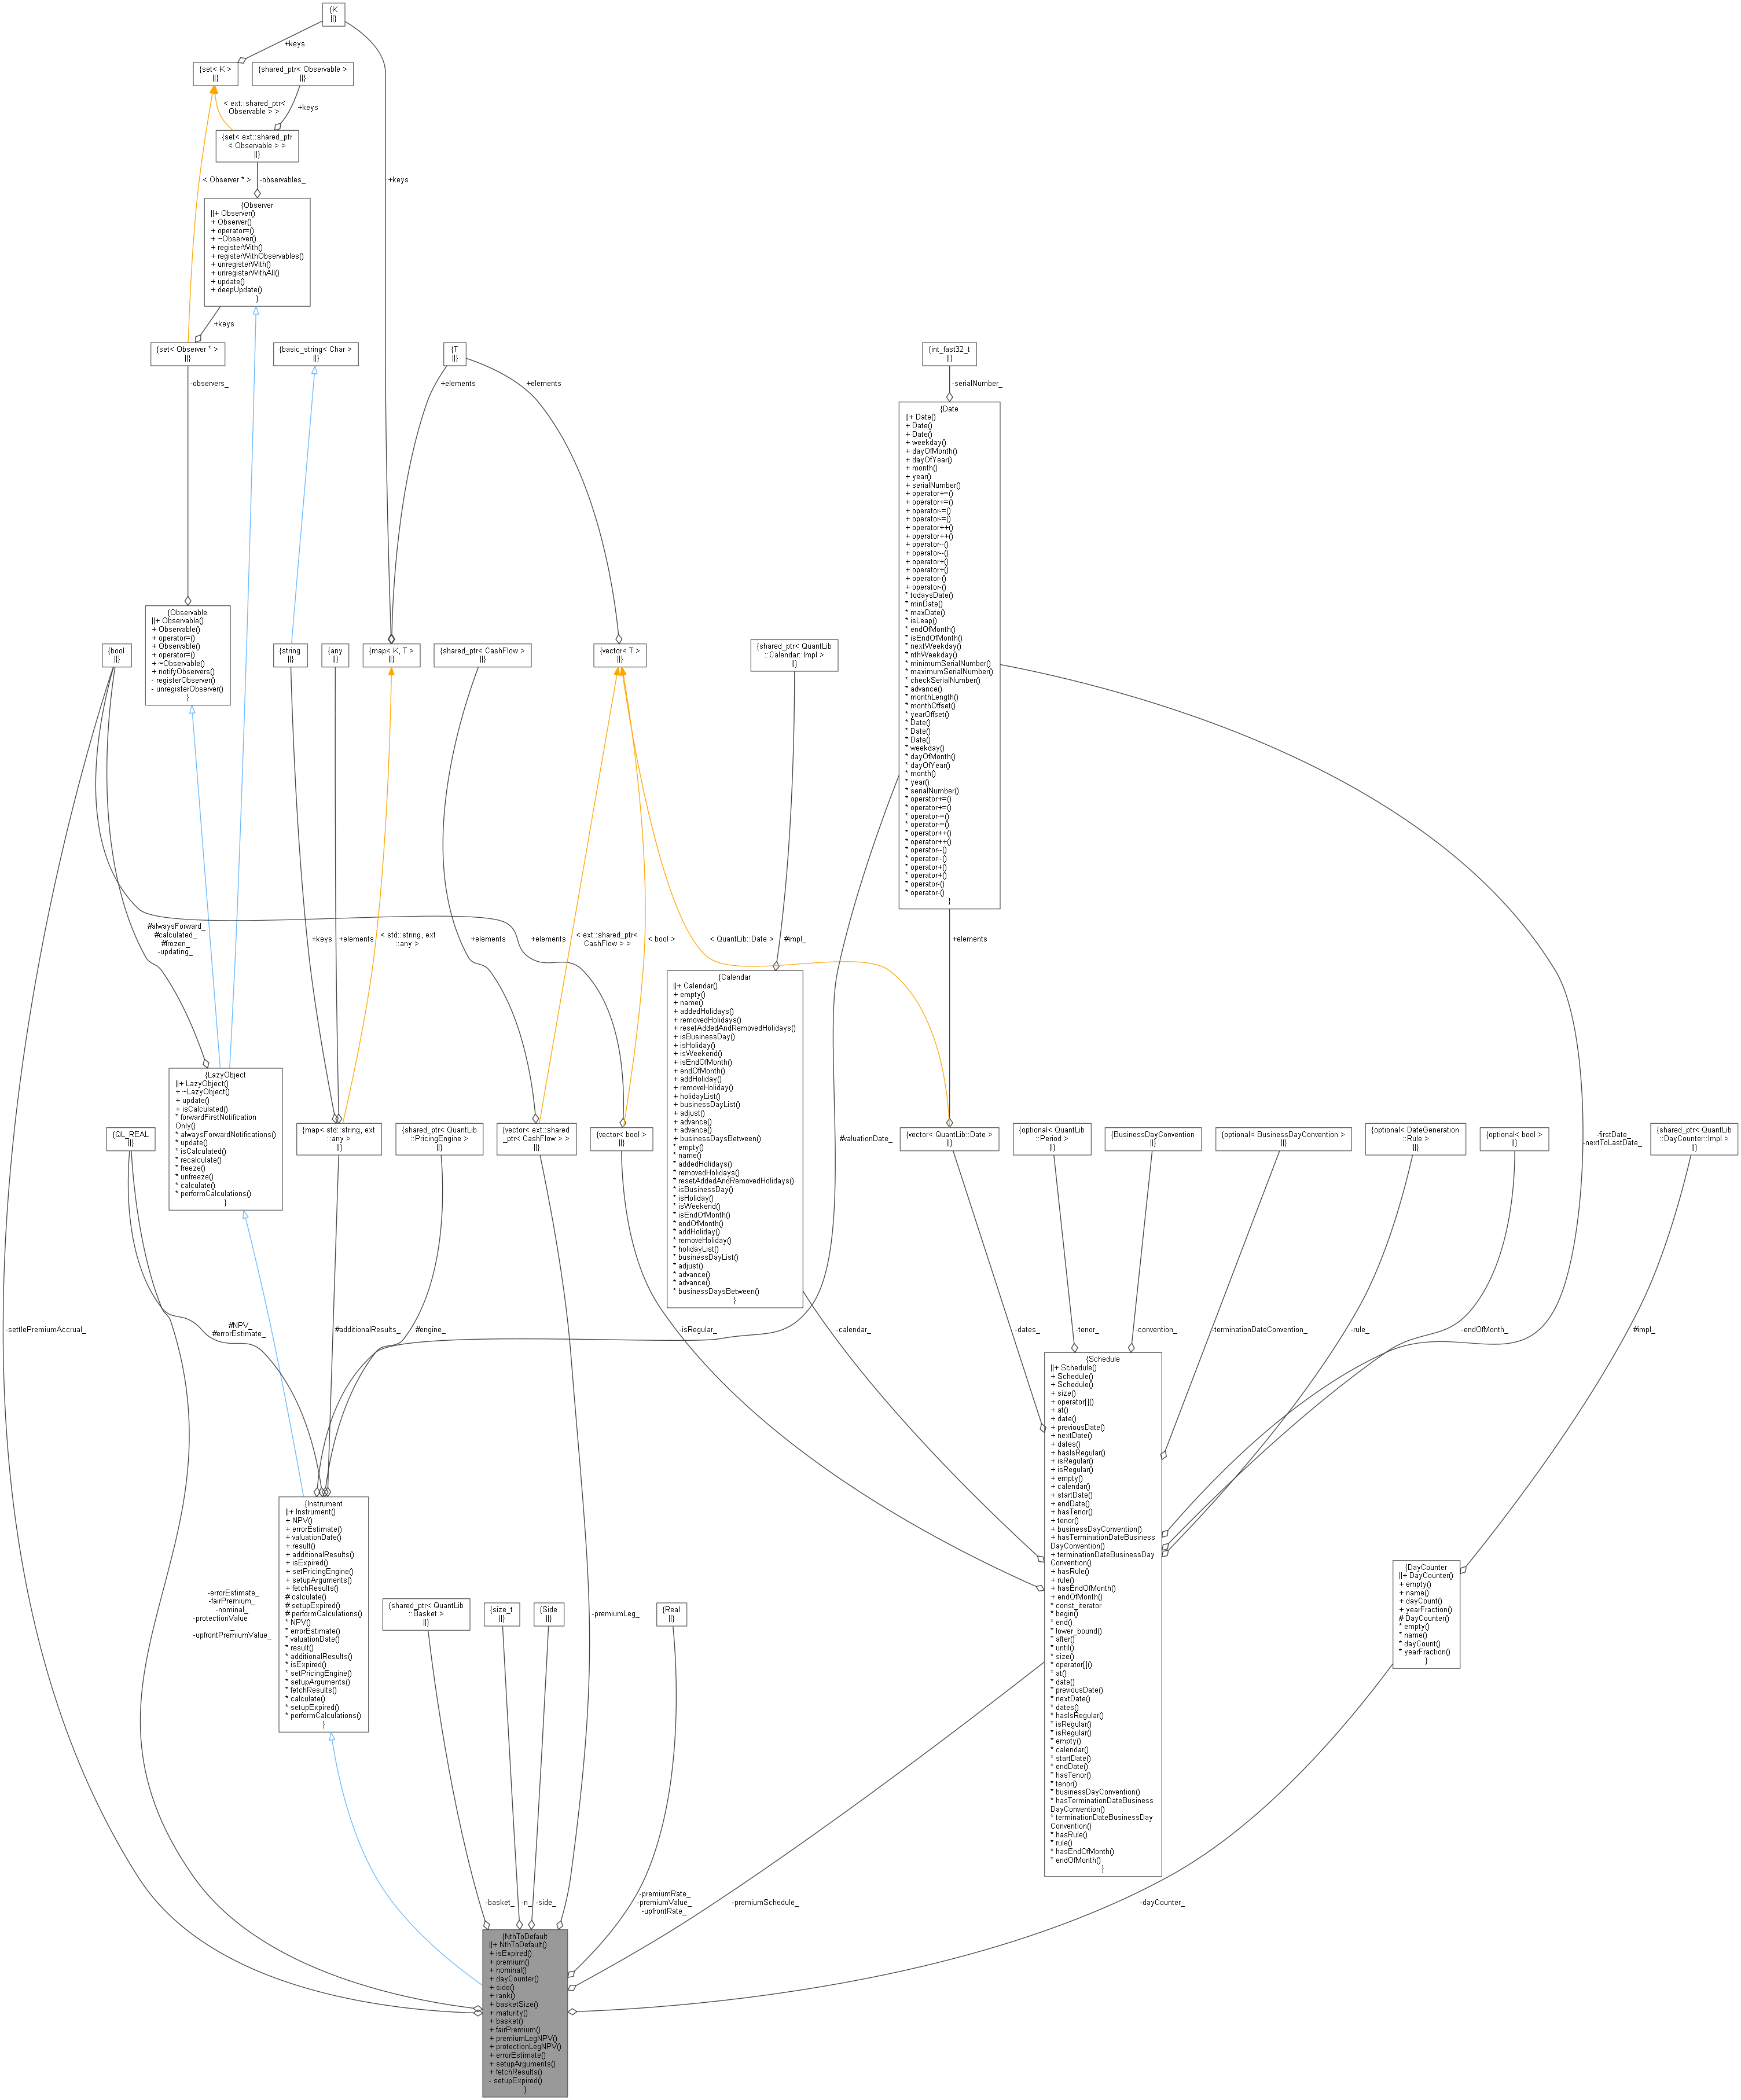 {K
||}
+keys
{set< K >
||}
{shared_ptr< Observable >
||}
< ext::shared_ptr<
Observable > >
+keys
{set< ext::shared_ptr
< Observable > >
||}
+keys
< Observer * >
-observables_
{Observer
||+ Observer()
+ Observer()
+ operator=()
+ ~Observer()
+ registerWith()
+ registerWithObservables()
+ unregisterWith()
+ unregisterWithAll()
+ update()
+ deepUpdate()
}
+keys
{set< Observer * >
||}
{basic_string< Char >
||}
{T
||}
{int_fast32_t
||}
-observers_
+elements
+elements
-serialNumber_
{Date
||+ Date()
+ Date()
+ Date()
+ weekday()
+ dayOfMonth()
+ dayOfYear()
+ month()
+ year()
+ serialNumber()
+ operator+=()
+ operator+=()
+ operator-=()
+ operator-=()
+ operator++()
+ operator++()
+ operator--()
+ operator--()
+ operator+()
+ operator+()
+ operator-()
+ operator-()
* todaysDate()
* minDate()
* maxDate()
* isLeap()
* endOfMonth()
* isEndOfMonth()
* nextWeekday()
* nthWeekday()
* minimumSerialNumber()
* maximumSerialNumber()
* checkSerialNumber()
* advance()
* monthLength()
* monthOffset()
* yearOffset()
* Date()
* Date()
* Date()
* weekday()
* dayOfMonth()
* dayOfYear()
* month()
* year()
* serialNumber()
* operator+=()
* operator+=()
* operator-=()
* operator-=()
* operator++()
* operator++()
* operator--()
* operator--()
* operator+()
* operator+()
* operator-()
* operator-()
}
{Observable
||+ Observable()
+ Observable()
+ operator=()
+ Observable()
+ operator=()
+ ~Observable()
+ notifyObservers()
- registerObserver()
- unregisterObserver()
}
{bool
||}
{string
||}
{any
||}
{map< K, T >
||}
{shared_ptr< CashFlow >
||}
{vector< T >
||}
{shared_ptr< QuantLib
::Calendar::Impl >
||}
#alwaysForward_
#calculated_
#frozen_
-updating_
+keys
+elements
< std::string, ext
::any >
+elements
+elements
< ext::shared_ptr<
CashFlow > >
< bool >
< QuantLib::Date >
#impl_
+elements
{Calendar
||+ Calendar()
+ empty()
+ name()
+ addedHolidays()
+ removedHolidays()
+ resetAddedAndRemovedHolidays()
+ isBusinessDay()
+ isHoliday()
+ isWeekend()
+ isEndOfMonth()
+ endOfMonth()
+ addHoliday()
+ removeHoliday()
+ holidayList()
+ businessDayList()
+ adjust()
+ advance()
+ advance()
+ businessDaysBetween()
* empty()
* name()
* addedHolidays()
* removedHolidays()
* resetAddedAndRemovedHolidays()
* isBusinessDay()
* isHoliday()
* isWeekend()
* isEndOfMonth()
* endOfMonth()
* addHoliday()
* removeHoliday()
* holidayList()
* businessDayList()
* adjust()
* advance()
* advance()
* businessDaysBetween()
}
{LazyObject
||+ LazyObject()
+ ~LazyObject()
+ update()
+ isCalculated()
* forwardFirstNotification
Only()
* alwaysForwardNotifications()
* update()
* isCalculated()
* recalculate()
* freeze()
* unfreeze()
* calculate()
* performCalculations()
}
{QL_REAL
||}
{map< std::string, ext
::any >
||}
{shared_ptr< QuantLib
::PricingEngine >
||}
{vector< ext::shared
_ptr< CashFlow > >
||}
{vector< bool >
||}
#valuationDate_
{vector< QuantLib::Date >
||}
{optional< QuantLib
::Period >
||}
{BusinessDayConvention
||}
{optional< BusinessDayConvention >
||}
{optional< DateGeneration
::Rule >
||}
{optional< bool >
||}
-firstDate_
-nextToLastDate_
{shared_ptr< QuantLib
::DayCounter::Impl >
||}
-settlePremiumAccrual_
#NPV_
#errorEstimate_
#additionalResults_
#engine_
-isRegular_
-calendar_
-dates_
-tenor_
-convention_
-terminationDateConvention_
-rule_
-endOfMonth_
#impl_
{Schedule
||+ Schedule()
+ Schedule()
+ Schedule()
+ size()
+ operator[]()
+ at()
+ date()
+ previousDate()
+ nextDate()
+ dates()
+ hasIsRegular()
+ isRegular()
+ isRegular()
+ empty()
+ calendar()
+ startDate()
+ endDate()
+ hasTenor()
+ tenor()
+ businessDayConvention()
+ hasTerminationDateBusiness
DayConvention()
+ terminationDateBusinessDay
Convention()
+ hasRule()
+ rule()
+ hasEndOfMonth()
+ endOfMonth()
* const_iterator
* begin()
* end()
* lower_bound()
* after()
* until()
* size()
* operator[]()
* at()
* date()
* previousDate()
* nextDate()
* dates()
* hasIsRegular()
* isRegular()
* isRegular()
* empty()
* calendar()
* startDate()
* endDate()
* hasTenor()
* tenor()
* businessDayConvention()
* hasTerminationDateBusiness
DayConvention()
* terminationDateBusinessDay
Convention()
* hasRule()
* rule()
* hasEndOfMonth()
* endOfMonth()
}
{Instrument
||+ Instrument()
+ NPV()
+ errorEstimate()
+ valuationDate()
+ result()
+ additionalResults()
+ isExpired()
+ setPricingEngine()
+ setupArguments()
+ fetchResults()
# calculate()
# setupExpired()
# performCalculations()
* NPV()
* errorEstimate()
* valuationDate()
* result()
* additionalResults()
* isExpired()
* setPricingEngine()
* setupArguments()
* fetchResults()
* calculate()
* setupExpired()
* performCalculations()
}
-errorEstimate_
-fairPremium_
-nominal_
-protectionValue
_
-upfrontPremiumValue_
{shared_ptr< QuantLib
::Basket >
||}
{size_t
||}
{Side
||}
-premiumLeg_
{Real
||}
{DayCounter
||+ DayCounter()
+ empty()
+ name()
+ dayCount()
+ yearFraction()
# DayCounter()
* empty()
* name()
* dayCount()
* yearFraction()
}
-basket_
-n_
-side_
-premiumRate_
-premiumValue_
-upfrontRate_
-premiumSchedule_
-dayCounter_
{NthToDefault
||+ NthToDefault()
+ isExpired()
+ premium()
+ nominal()
+ dayCounter()
+ side()
+ rank()
+ basketSize()
+ maturity()
+ basket()
+ fairPremium()
+ premiumLegNPV()
+ protectionLegNPV()
+ errorEstimate()
+ setupArguments()
+ fetchResults()
- setupExpired()
}